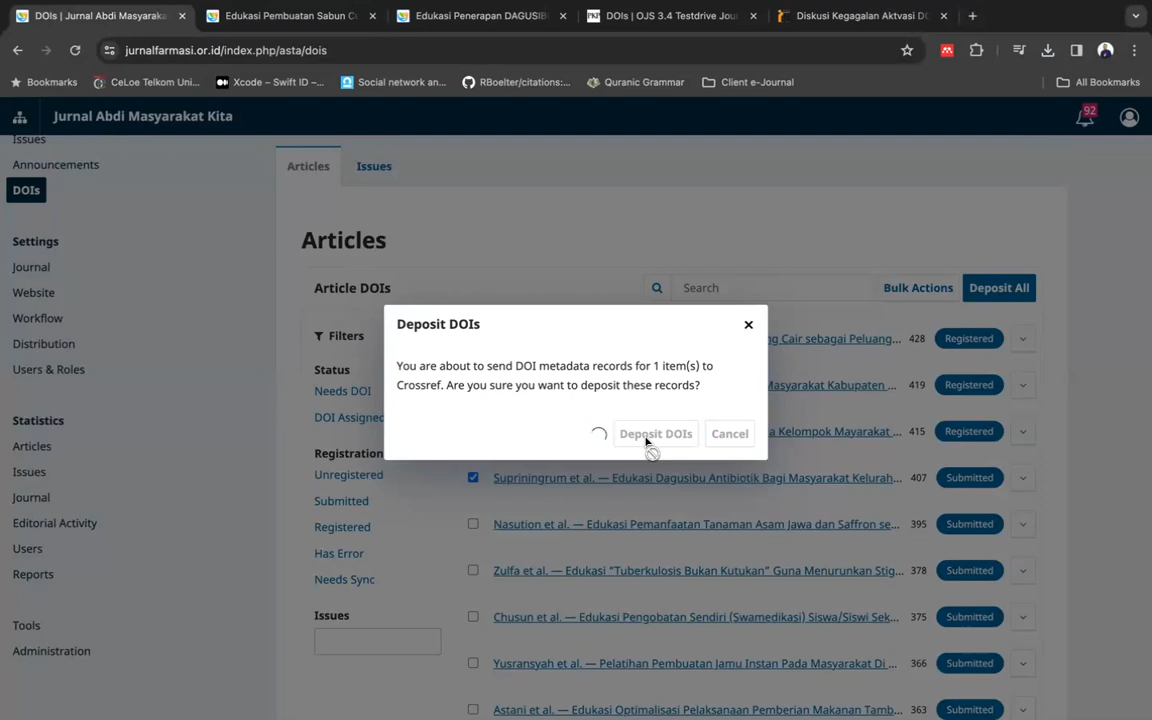 DOIs | Jurnal Abdi Masyaraka
Edukasi Pembuatan Sabun C
Edukasi Penerapan DAGUSIB
PKP
DOIs | OJS 3.4 Testdrive Jou
Diskusi Kegagalan Aktvasi DO
jurnalfarmasi.or.id/index.php/asta/dois
Bookmarks
CeLoe Telkom Uni...
Xcode – Swift ID –...
Social network an...
RBoelter/citations:...
Quranic Grammar
Client e-Journal
All Bookmarks
Jurnal Abdi Masyarakat Kita
92
Issues
Announcements
DOIs
Settings
Journal
Website
Workflow
Distribution
Users & Roles
Statistics
Articles
Issues
Journal
Editorial Activity
Users
Reports
Tools
Administration
Articles
Issues
Articles
Article DOIs
Search
Bulk Actions
Deposit All
Filters
Status
Needs DOI
DOI Assigned
Registration
Unregistered
Submitted
Registered
Has Error
Needs Sync
Issues
Deposit DOIs
You are about to send DOI metadata records for 1 item(s) to
Crossref. Are you sure you want to deposit these records?
Deposit DOIs
Cancel
Cair sebagai Peluang... 428 Registered
Masyarakat Kabupaten ... 419 Registered
Kelompok Mayarakat ... 415 Registered
Supriningrum et al. — Edukasi Dagusibu Antibiotik Bagi Masyarakat Kelurah... 407 Submitted
Nasution et al. — Edukasi Pemanfaatan Tanaman Asam Jawa dan Saffron se... 395 Submitted
Zulfa et al. — Edukasi "Tuberkulosis Bukan Kutukan" Guna Menurunkan Stig... 378 Submitted
Chusun et al. — Edukasi Pengobatan Sendiri (Swamedikasi) Siswa/Siswi Sek... 375 Submitted
Yusransyah et al. — Pelatihan Pembuatan Jamu Instan Pada Masyarakat Di ... 366 Submitted
Astani et al. — Edukasi Optimalisasi Pelaksanaan Pemberian Makanan Tamb... 363 Submitted